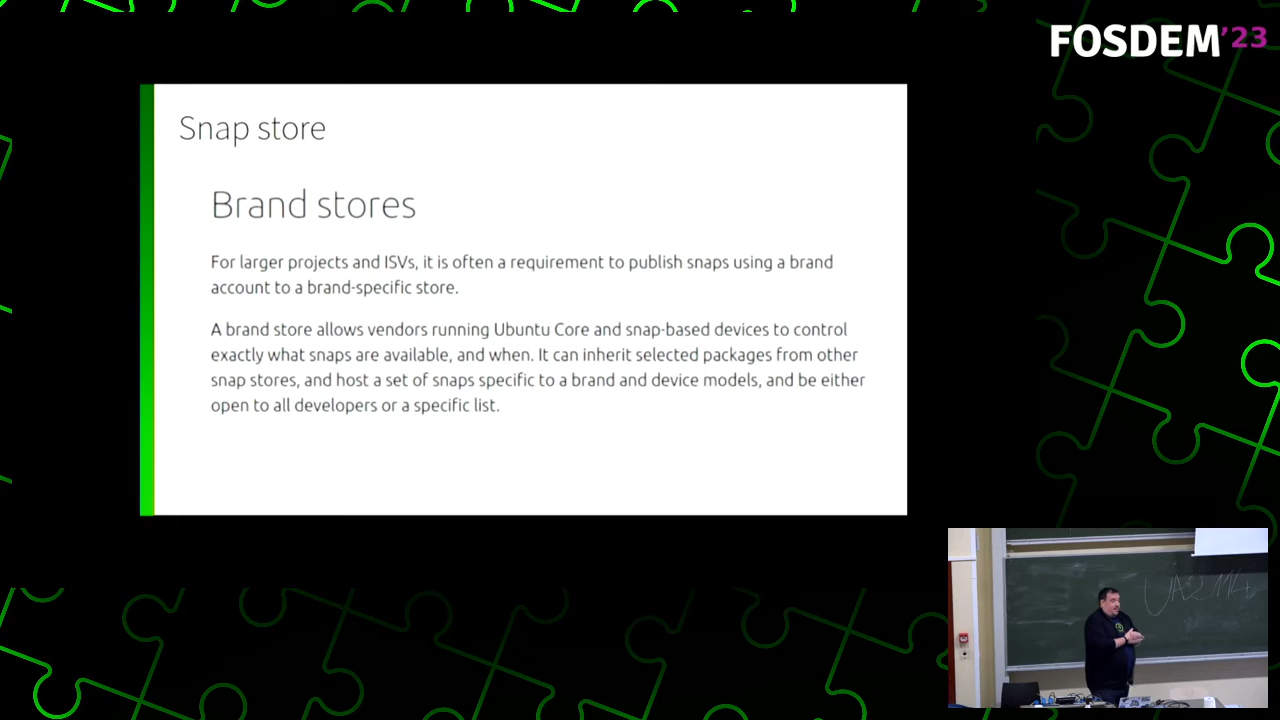 FOSDEM'23
Snap store
Brand stores
For larger projects and ISVs, it is often a requirement to publish snaps using a brand
account to a brand-specific store.
A brand store allows vendors running Ubuntu Core and snap-based devices to control
exactly what snaps are available, and when. It can inherit selected packages from other
snap stores, and host a set of snaps specific to a brand and device models, and be either
open to all developers or a specific list.